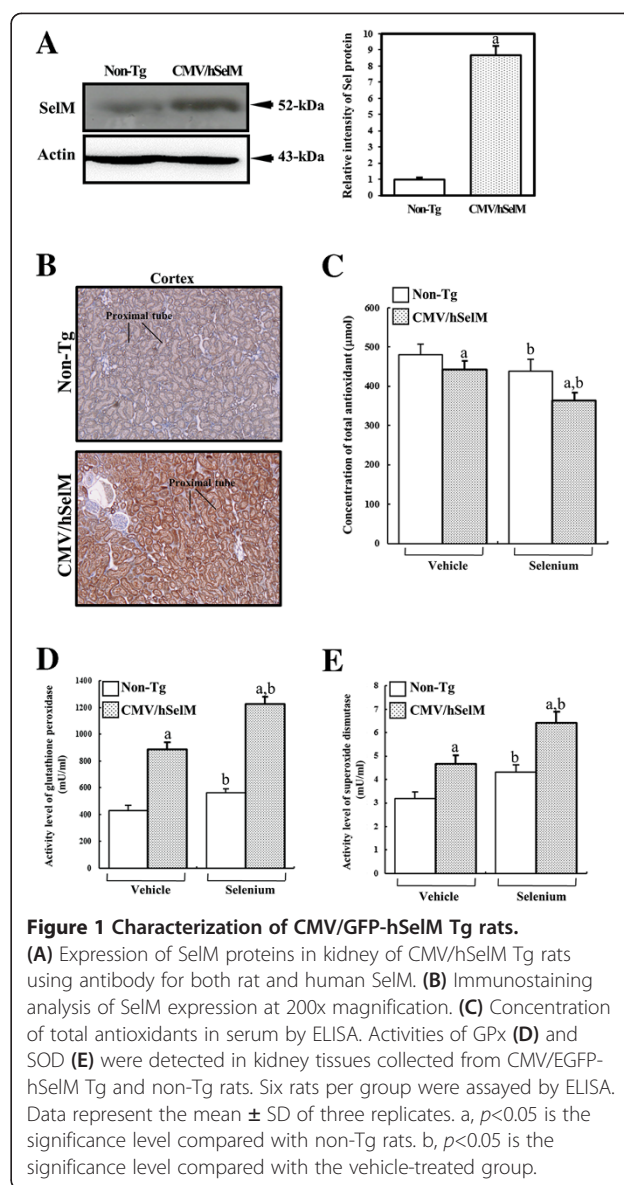 A
Non-Tg CMV/hSelM
SelM
52-kDa
Actin
43-kDa
Relative intensity of Sel protein
10
9
8
7
6
5
4
3
2
1
0
a
Non-Tg CMV/hSelM
B
Cortex
Non-Tg
Proximal tube
CMV/hSelM
Proximal tube
C
Concentration of total antioxidant (μmol)
600
500
400
300
200
100
0
Non-Tg
CMV/hSelM
a
b
a,b
Vehicle Selenium
D
Activity level of glutathione peroxidase
(mU/ml)
1400
1200
1000
800
600
400
200
0
Non-Tg
CMV/hSelM
a
b
a,b
Vehicle Selenium
E
Activity level of superoxide dismutase
(mU/ml)
8
7
6
5
4
3
2
1
0
Non-Tg
CMV/hSelM
a
b
a,b
Vehicle Selenium
Figure 1 Characterization of CMV/GFP-hSelM Tg rats.
(A) Expression of SelM proteins in kidney of CMV/hSelM Tg rats
using antibody for both rat and human SelM. (B) Immunostaining
analysis of SelM expression at 200x magnification. (C) Concentration
of total antioxidants in serum by ELISA. Activities of GPx (D) and
SOD (E) were detected in kidney tissues collected from CMV/EGFP-
hSelM Tg and non-Tg rats. Six rats per group were assayed by ELISA.
Data represent the mean ± SD of three replicates. a, p<0.05 is the
significance level compared with non-Tg rats. b, p<0.05 is the
significance level compared with the vehicle-treated group.